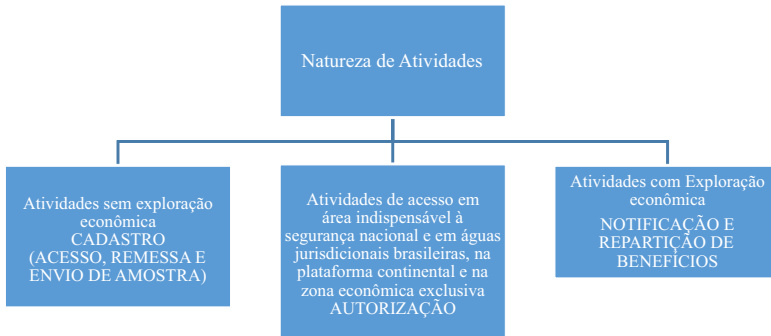 Natureza de Atividades
Atividades sem exploração
econômica
CADASTRO
(ACESSO, REMESSA E
ENVIO DE AMOSTRA)
Atividades de acesso em
área indispensável à
segurança nacional e em águas
jurisdicionais brasileiras, na
plataforma continental e na
zona econômica exclusiva
AUTORIZAÇÃO
Atividades com Exploração
econômica
NOTIFICAÇÃO E
REPARTIÇÃO DE
BENEFÍCIOS